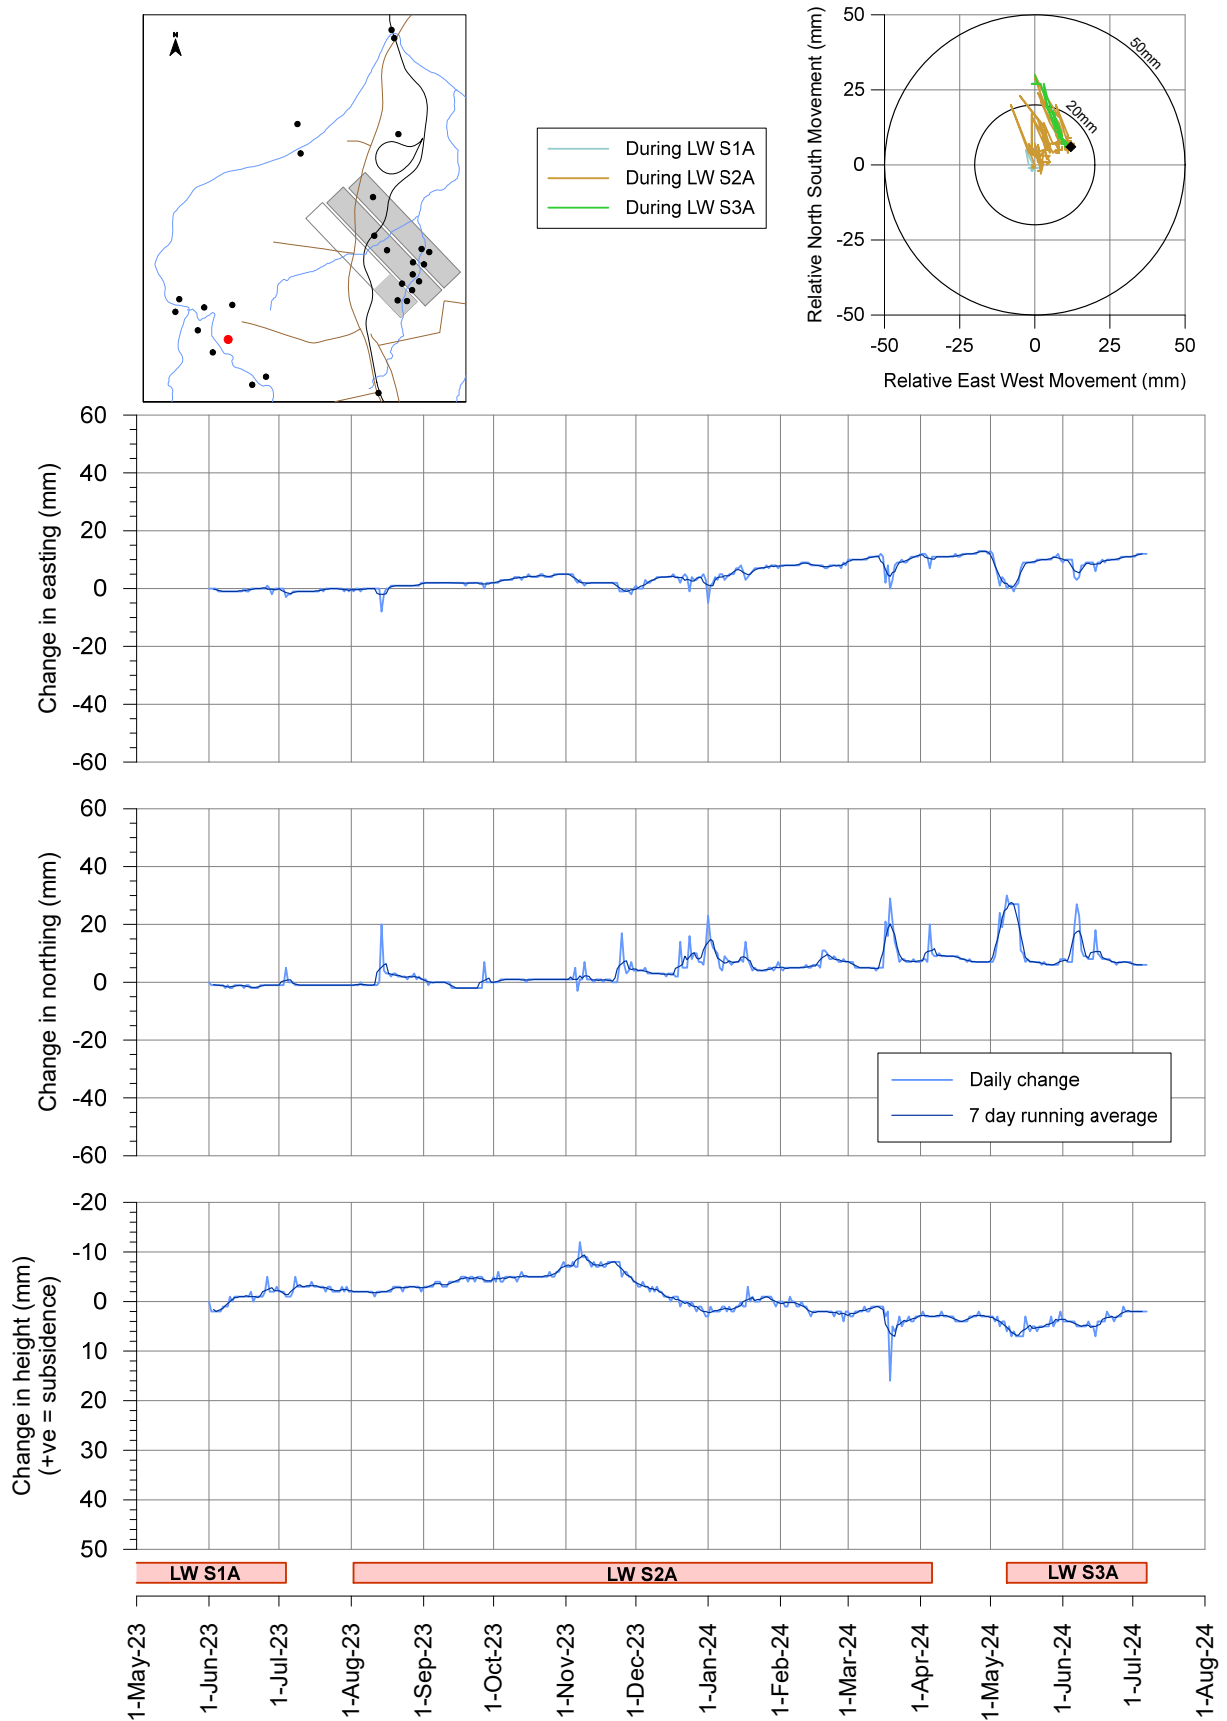 N
During LW S1A
During LW S2A
During LW S3A
Relative North South Movement (mm)
50
25
0
-25
-50
50mm
20mm
-50 -25 0 25 50
Relative East West Movement (mm)
Change in easting (mm)
60
40
20
0
-20
-40
-60
Change in northing (mm)
60
40
20
0
-20
-40
-60
Daily change
7 day running average
Change in height (mm)
(+ve = subsidence)
-20
-10
0
10
20
30
40
50
LW S1A LW S2A LW S3A
1-May-23 1-Jun-23 1-Jul-23 1-Aug-23 1-Sep-23 1-Oct-23 1-Nov-23 1-Dec-23 1-Jan-24 1-Feb-24 1-Mar-24 1-Apr-24 1-May-24 1-Jun-24 1-Jul-24 1-Aug-24